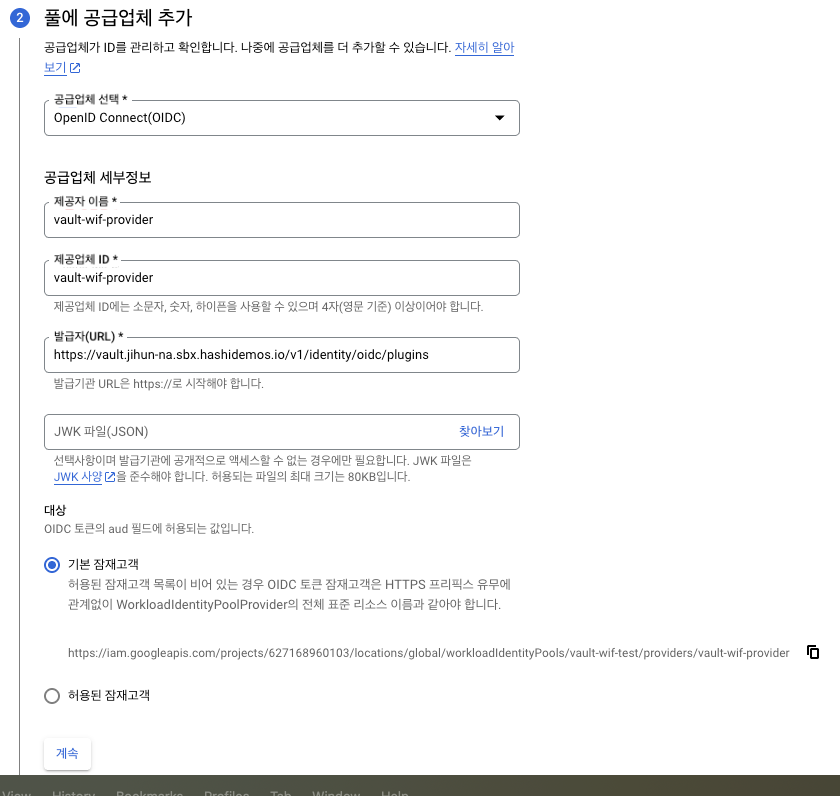 2 풀에 공급업체 추가
공급업체가 ID를 관리하고 확인합니다. 나중에 공급업체를 더 추가할 수 있습니다. 자세히 알아
보기
공급업체 선택 *
OpenID Connect(OIDC)
공급업체 세부정보
제공자 이름 *
vault-wif-provider
제공업체 ID *
vault-wif-provider
제공업체 ID에는 소문자, 숫자, 하이픈을 사용할 수 있으며 4자(영문 기준) 이상이어야 합니다.
발급자(URL) *
https://vault.jihun-na.sbx.hashidemos.io/v1/identity/oidc/plugins
발급기관 URL은 https://로 시작해야 합니다.
JWK 파일(JSON) 찾아보기
선택사항이며 발급기관에 공개적으로 액세스할 수 없는 경우에만 필요합니다. JWK 파일은
JWK 사양을 준수해야 합니다. 허용되는 파일의 최대 크기는 80KB입니다.
대상
OIDC 토큰의 aud 필드에 허용되는 값입니다.
기본 잠재고객
허용된 잠재고객 목록이 비어 있는 경우 OIDC 토큰 잠재고객은 HTTPS 프리픽스 유무에
관계없이 WorkloadIdentityPoolProvider의 전체 표준 리소스 이름과 같아야 합니다.
https://iam.googleapis.com/projects/627168960103/locations/global/workloadIdentityPools/vault-wif-test/providers/vault-wif-provider
허용된 잠재고객
계속
View History Bookmarks Profiles Tab Window Help